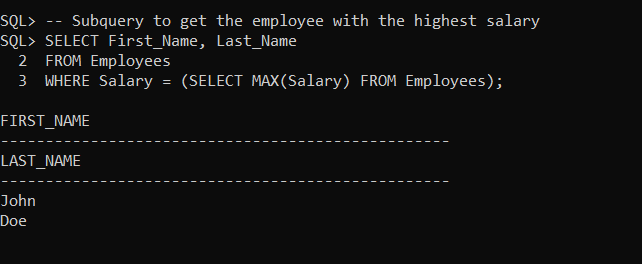 SQL> -- Subquery to get the employee with the highest salary
SQL> SELECT First_Name, Last_Name
  2  FROM Employees
  3  WHERE Salary = (SELECT MAX(Salary) FROM Employees);

FIRST_NAME
--------------------------------------------------
LAST_NAME
--------------------------------------------------
John
Doe